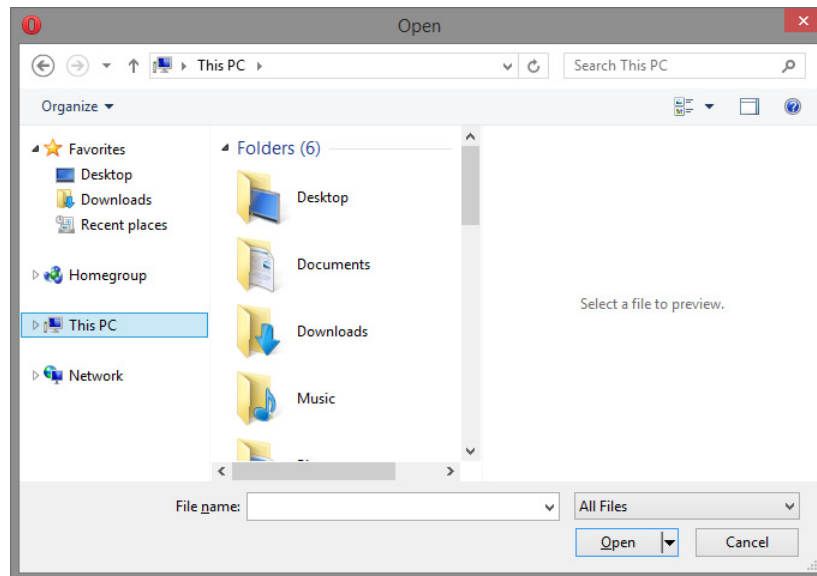 Open
This PC
Search This PC
Organize
Favorites
Desktop
Downloads
Recent places
Homegroup
This PC
Network
Folders (6)
Desktop
Documents
Downloads
Music
Select a file to preview.
File name:
All Files
Open
Cancel